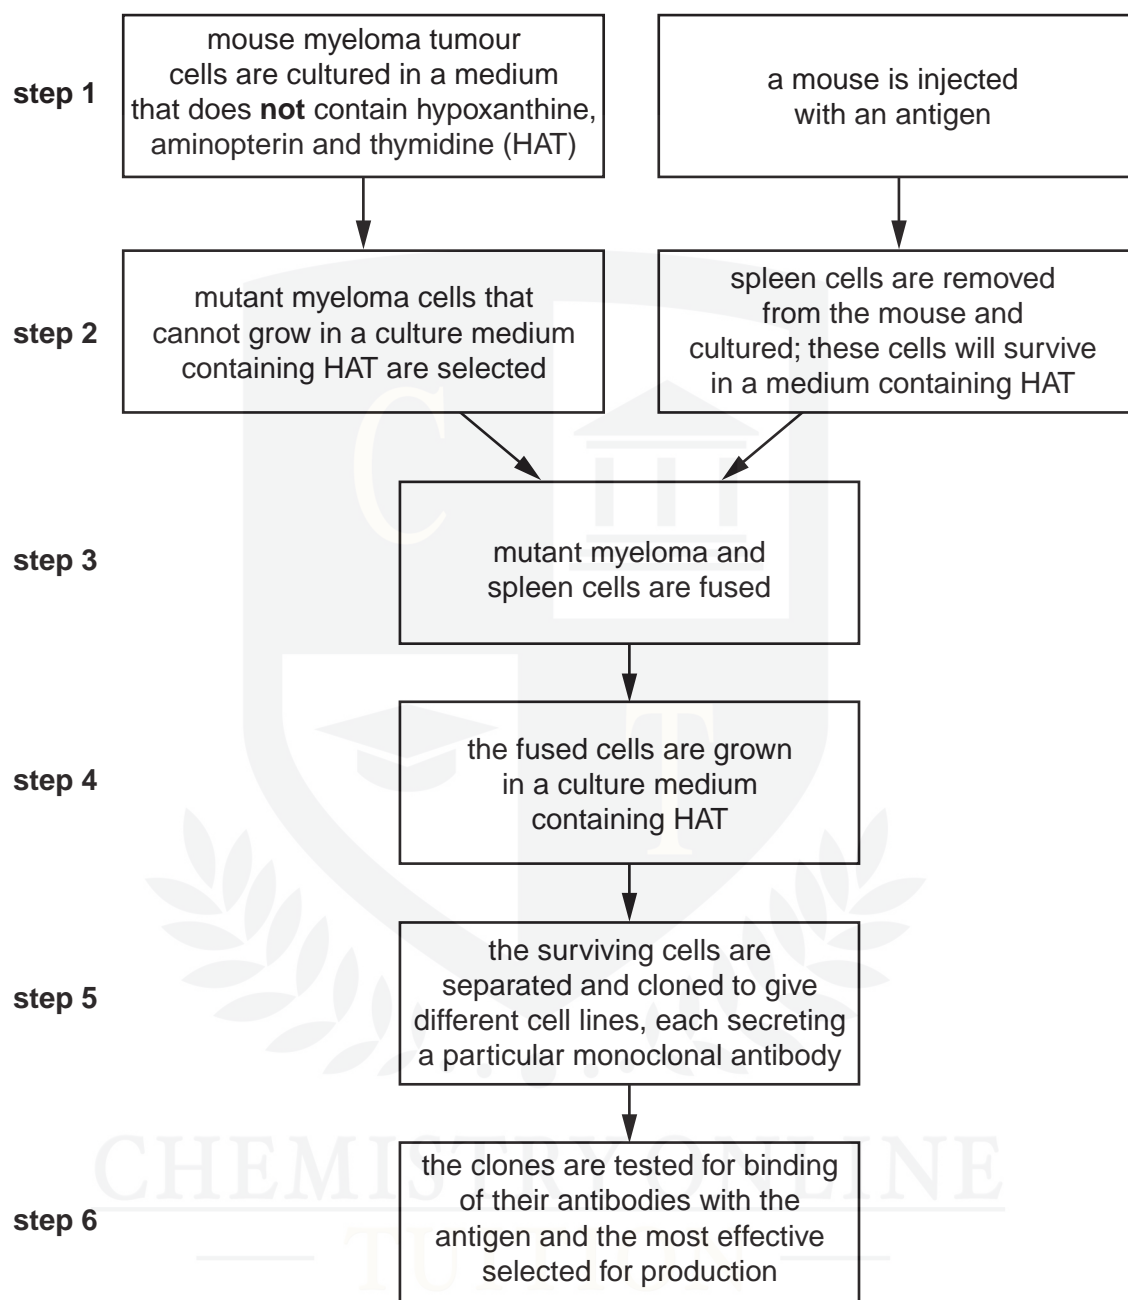 step 1
mouse myeloma tumour
cells are cultured in a medium
that does not contain hypoxanthine,
aminopterin and thymidine (HAT)
a mouse is injected
with an antigen
step 2
mutant myeloma cells that
cannot grow in a culture medium
containing HAT are selected
spleen cells are removed
from the mouse and
cultured; these cells will survive
in a medium containing HAT
step 3
mutant myeloma and
spleen cells are fused
step 4
the fused cells are grown
in a culture medium
containing HAT
step 5
the surviving cells are
separated and cloned to give
different cell lines, each secreting
a particular monoclonal antibody
step 6
the clones are tested for binding
of their antibodies with the
antigen and the most effective
selected for production
C
T
CHEMISTRY ONLINE
TUITION